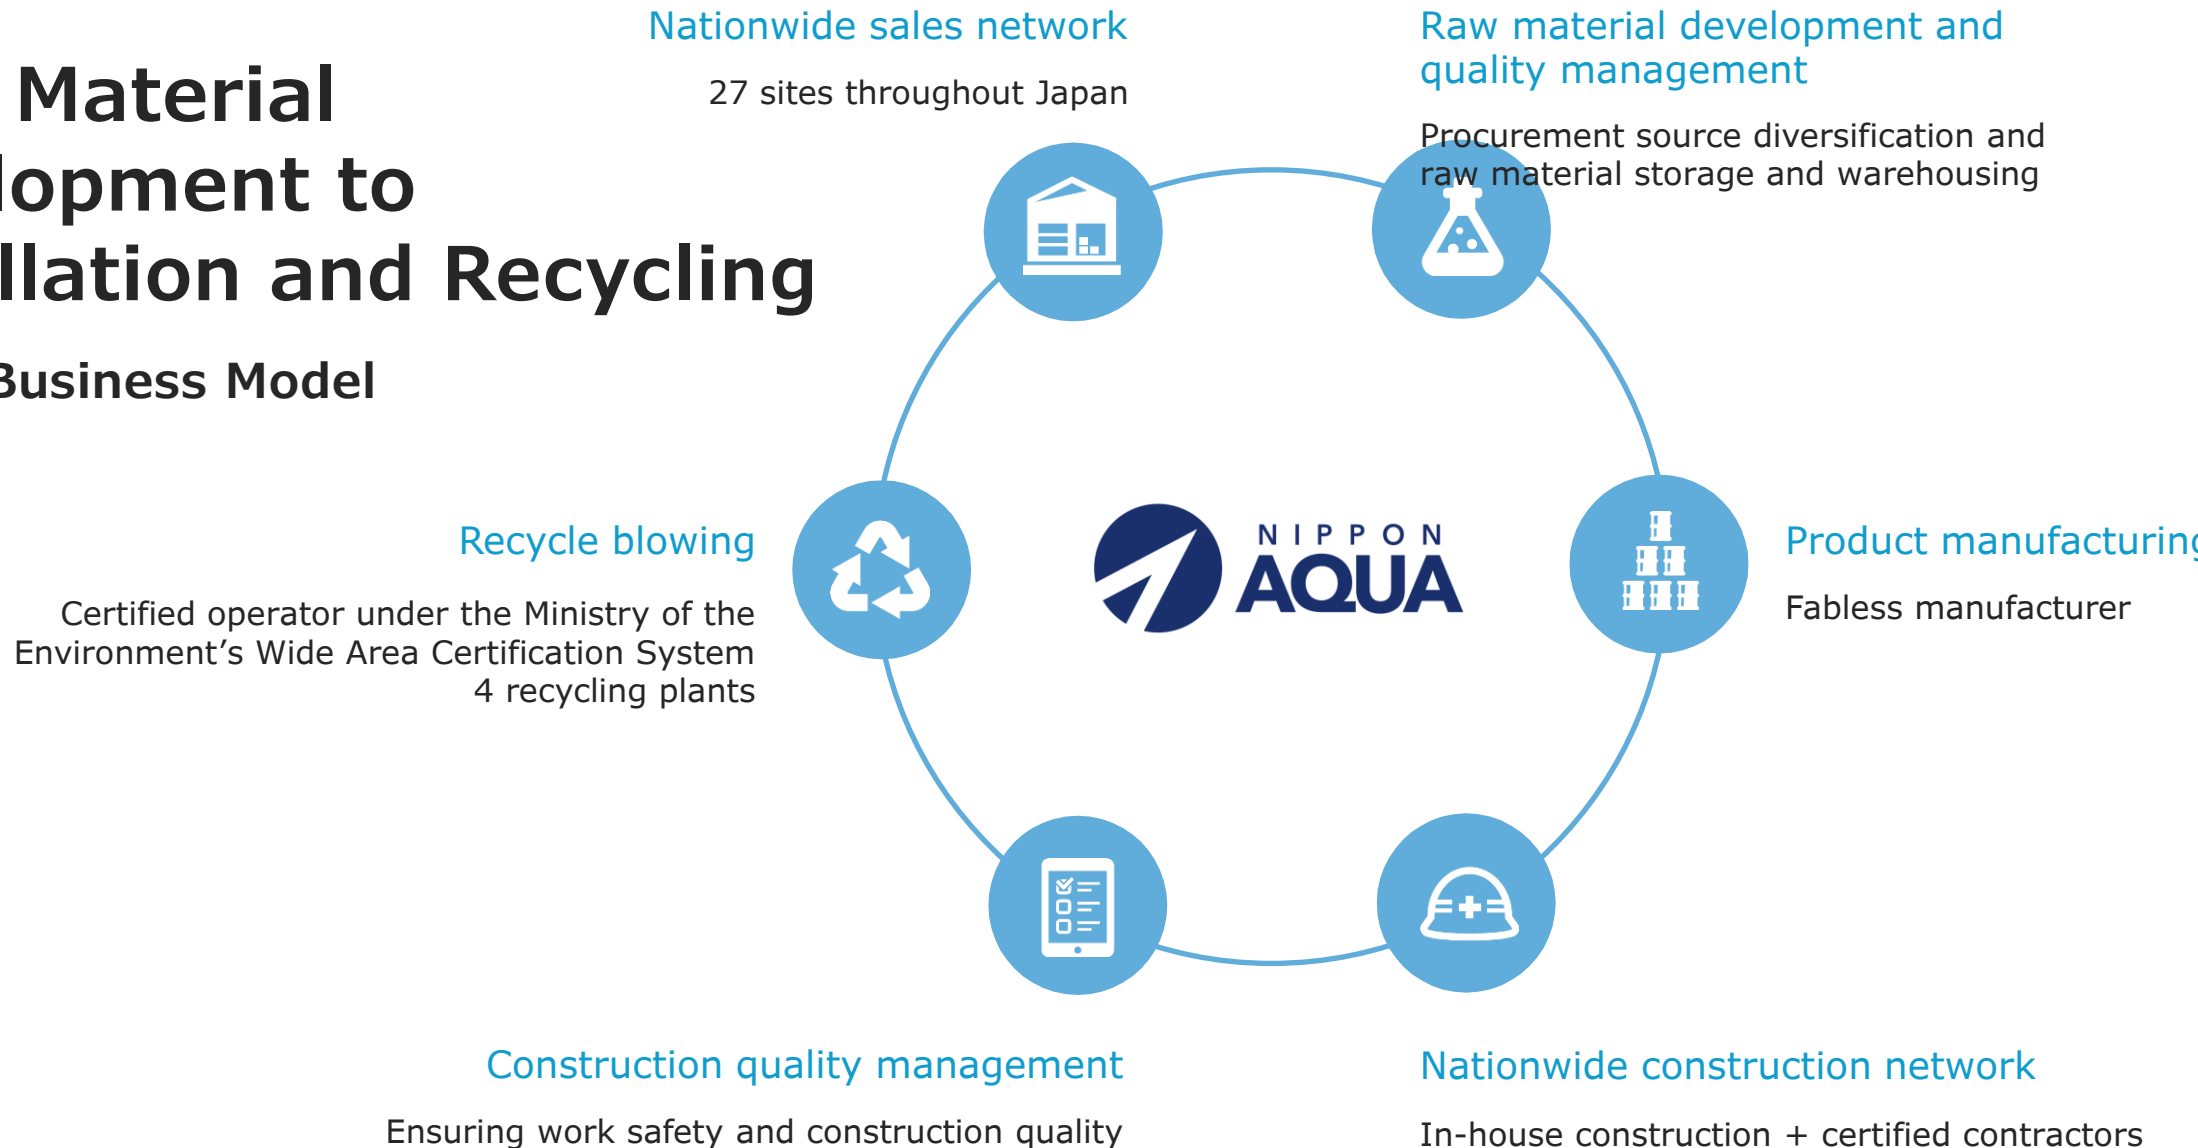 Material
lopment to
llation and Recycling
Business Model
Nationwide sales network
27 sites throughout Japan
Raw material development and
quality management
Procurement source diversification and
raw material storage and warehousing
Recycle blowing
Certified operator under the Ministry of the
Environment’s Wide Area Certification System
4 recycling plants
NIPPON
AQUA
Product manufacturing
Fabless manufacturer
Construction quality management
Ensuring work safety and construction quality
Nationwide construction network
In-house construction + certified contractors